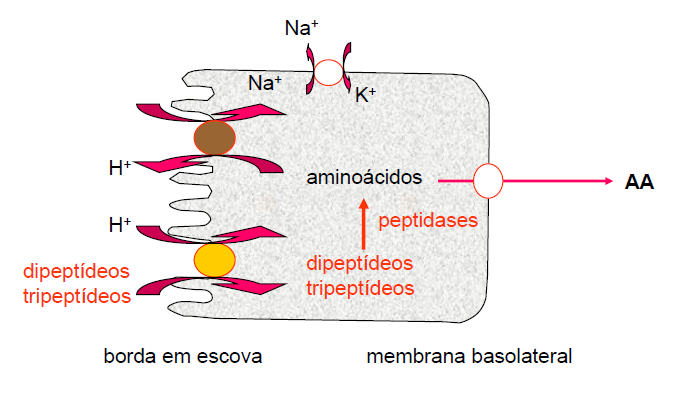 Na⁺
Na⁺
K⁺
H⁺
aminoácidos
AA
H⁺
peptidases
dipeptídeos
tripeptídeos
dipeptídeos
tripeptídeos
borda em escova
membrana basolateral